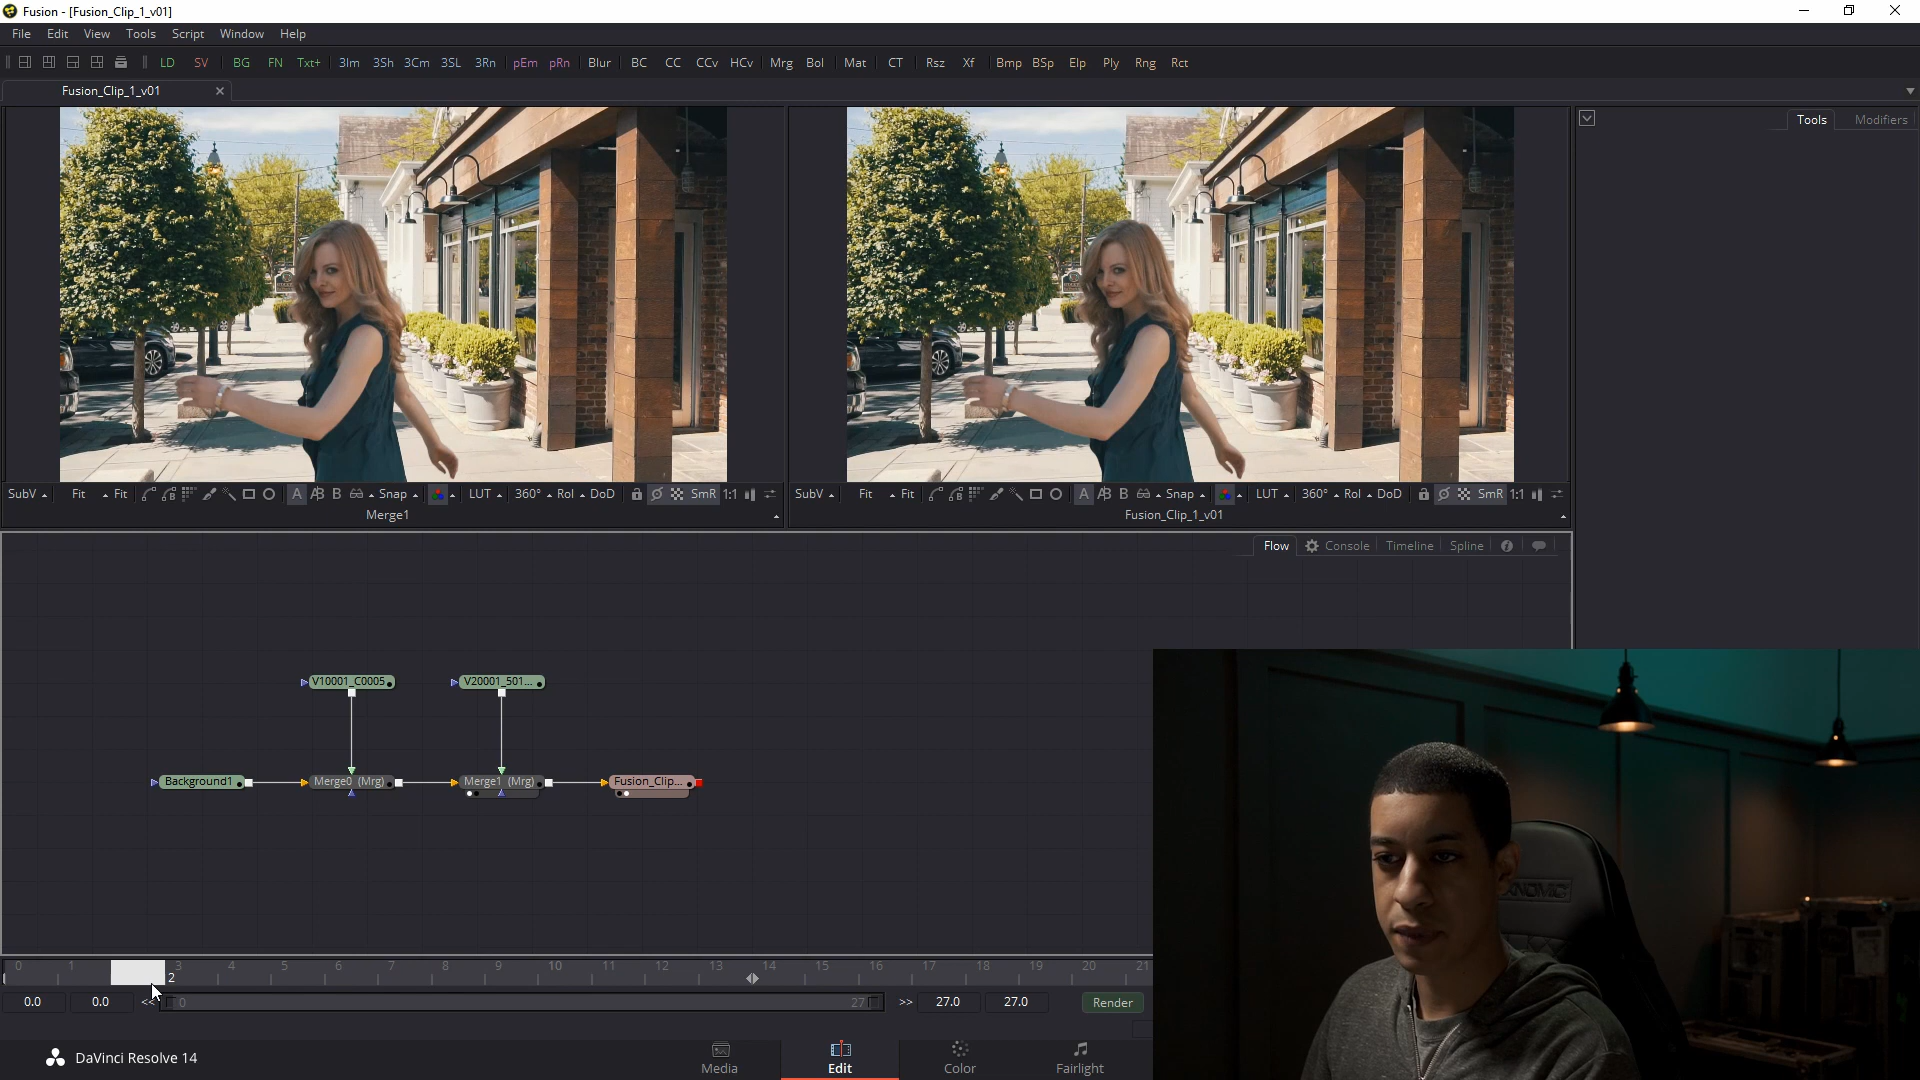 Fusion - [Fusion_Clip_1_v01]
File Edit View Tools Script Window Help
LD SV BG FN Txt+ 3Im 3Sh 3Cm 3SL 3Rn pEm pRn Blur BC CC CCv HCv Mrg Bol Mat CT Rsz Xf Bmp BSp Elp Ply Rng Rct
Fusion_Clip_1_v01
Tools Modifiers
SubV Fit Fit A B Snap LUT 360° Rol DoD SmR 1:1
SubV Fit Fit A B Snap LUT 360° Rol DoD SmR 1:1
Merge1
Fusion_Clip_1_v01
Flow Console Timeline Spline
V10001_C0005
V20001_501...
Background1
Merge0 (Mrg)
Merge1 (Mrg)
Fusion_Clip...
0 1 3 4 5 6 7 8 9 10 11 12 13 14 15 16 17 18 19 20 21
2
0.0 0.0 << 0 27 >> 27.0 27.0 Render
DaVinci Resolve 14
Media Edit Color Fairlight